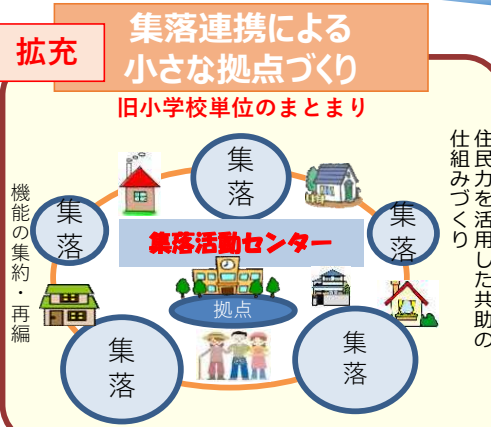 拡充
集落連携による
小さな拠点づくり
旧小学校単位のまとまり
住民力を活用した共助の
仕組みづくり
機能の集約・再編
集落
集落
集落
集落活動センター
拠点
集落
集落